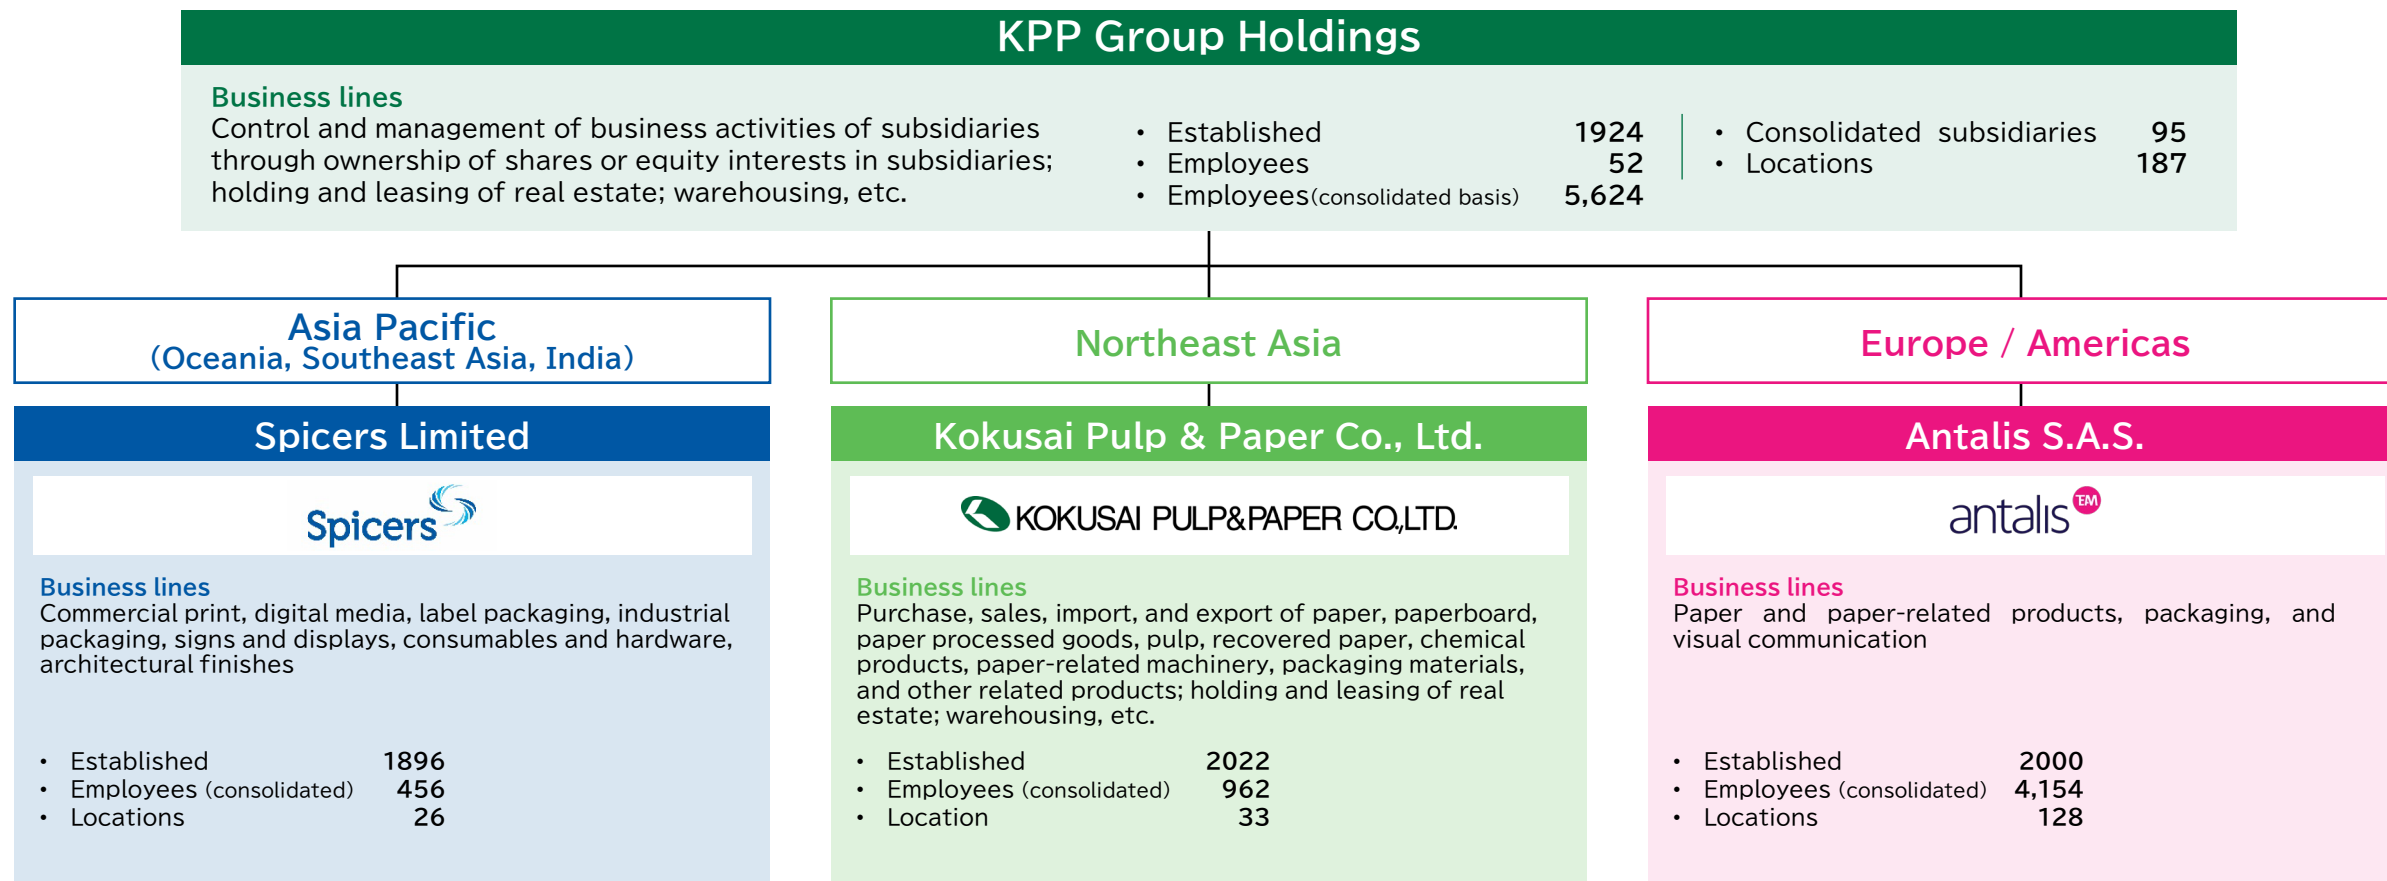 KPP Group Holdings
Business lines
Control and management of business activities of subsidiaries
through ownership of shares or equity interests in subsidiaries;
holding and leasing of real estate; warehousing, etc.
• Established 1924
• Employees 52
• Employees(consolidated basis) 5,624
• Consolidated subsidiaries 95
• Locations 187
Asia Pacific
(Oceania, Southeast Asia, India)
Spicers Limited
Spicers
Business lines
Commercial print, digital media, label packaging, industrial
packaging, signs and displays, consumables and hardware,
architectural finishes
• Established 1896
• Employees (consolidated) 456
• Locations 26
Northeast Asia
Kokusai Pulp & Paper Co., Ltd.
KOKUSAI PULP&PAPER CO.,LTD.
Business lines
Purchase, sales, import, and export of paper, paperboard,
paper processed goods, pulp, recovered paper, chemical
products, paper-related machinery, packaging materials,
and other related products; holding and leasing of real
estate; warehousing, etc.
• Established 2022
• Employees (consolidated) 962
• Location 33
Europe / Americas
Antalis S.A.S.
antalis TM
Business lines
Paper and paper-related products, packaging, and
visual communication
• Established 2000
• Employees (consolidated) 4,154
• Locations 128